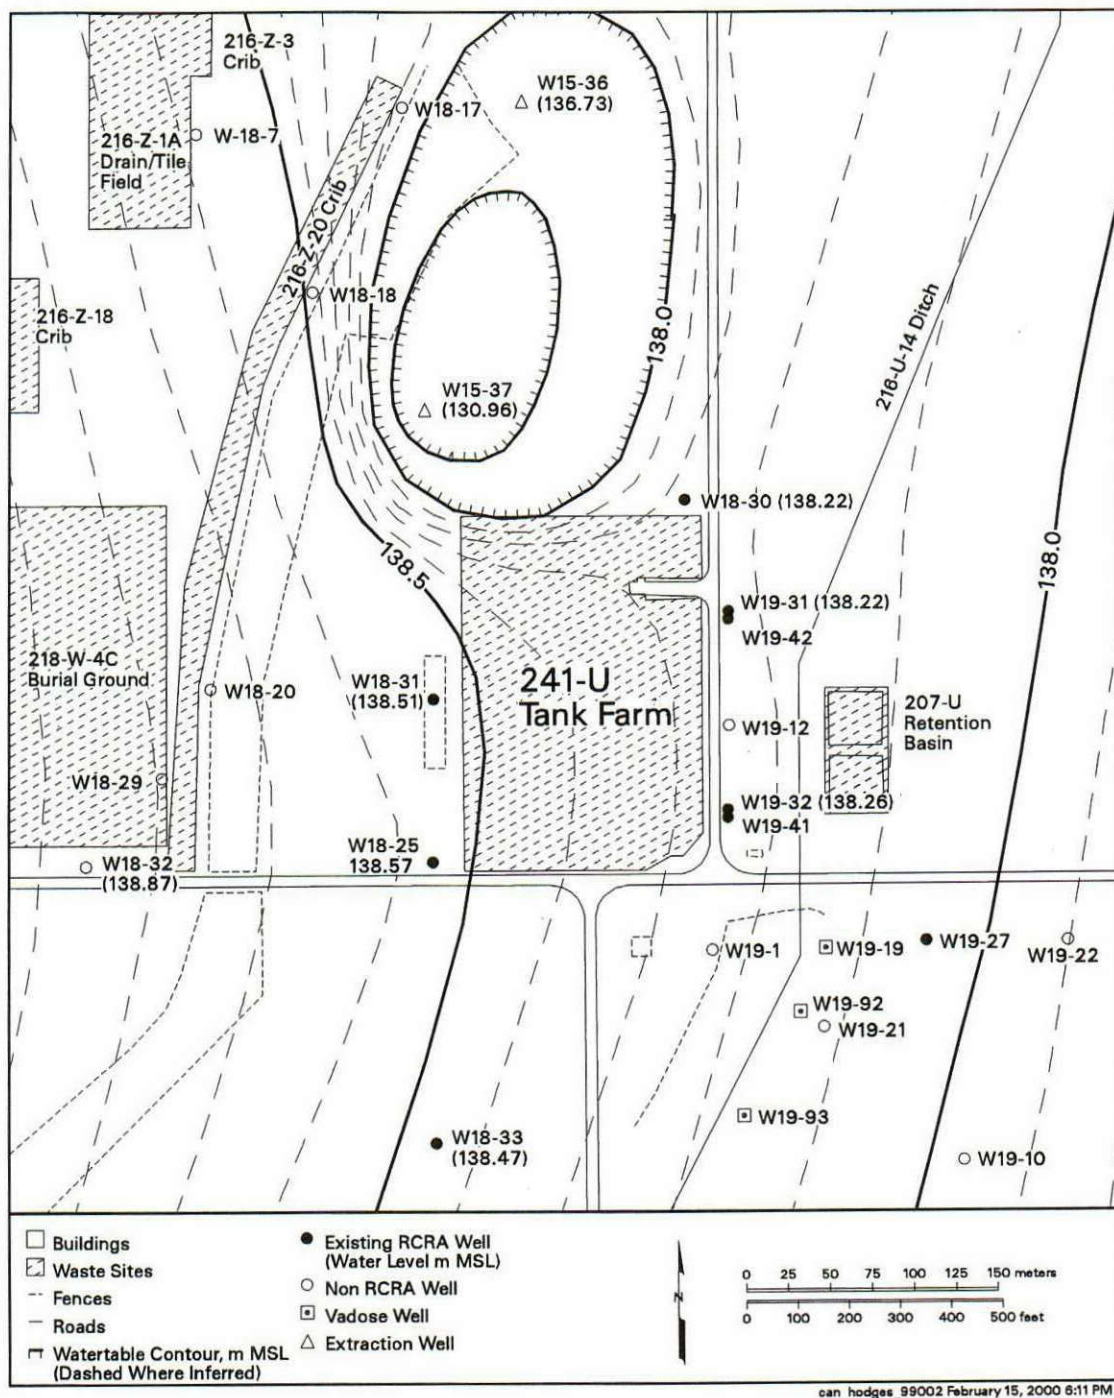 216-Z-3
Crib
W15-36
(136.73)
W18-17
W-18-7
216-Z-1A
Drain/Tile
Field
216-Z-20 Crib
W18-18
216-Z-18
Crib
138.0
216-U-14 Ditch
W15-37
(130.96)
W18-30 (138.22)
138.5
138.0
W19-31 (138.22)
W19-42
218-W-4C
Burial Ground
W18-20
W18-31
(138.51)
241-U
Tank Farm
W19-12
207-U
Retention
Basin
W18-29
W19-32 (138.26)
W19-41
W18-32
(138.87)
W18-25
138.57
W19-1
W19-19
W19-27
W19-22
W19-92
W19-21
W19-93
W18-33
(138.47)
W19-10
Buildings
Waste Sites
Fences
Roads
Watertable Contour, m MSL
(Dashed Where Inferred)
Existing RCRA Well
(Water Level m MSL)
Non RCRA Well
Vadose Well
Extraction Well
N
0 25 50 75 100 125 150 meters
0 100 200 300 400 500 feet
can_hodges_99002 February 15, 2000 6:11 PM